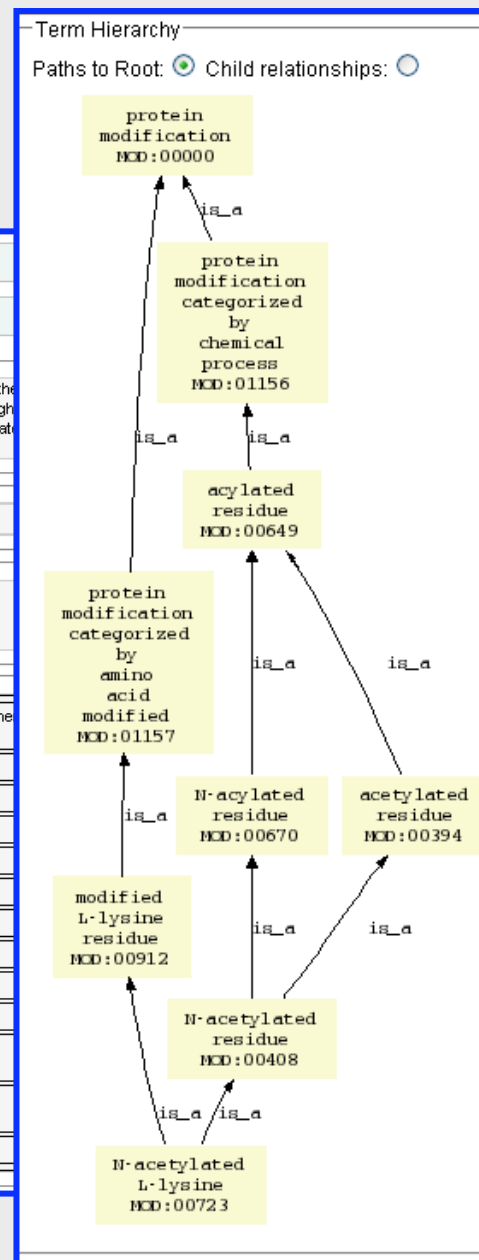 Term Hierarchy
Paths to Root: Child relationships:
protein
modification
MOD:00000
is_a
protein
modification
categorized
by
chemical
process
MOD:01156
is_a
is_a
acylated
residue
MOD:00649
protein
modification
categorized
by
amino
acid
modified
MOD:01157
is_a
is_a
N-acylated
residue
MOD:00670
acetylated
residue
MOD:00394
is_a
modified
L-lysine
residue
MOD:00912
is_a
is_a
N-acetylated
residue
MOD:00408
is_a
is_a
N-acetylated
L-lysine
MOD:00723